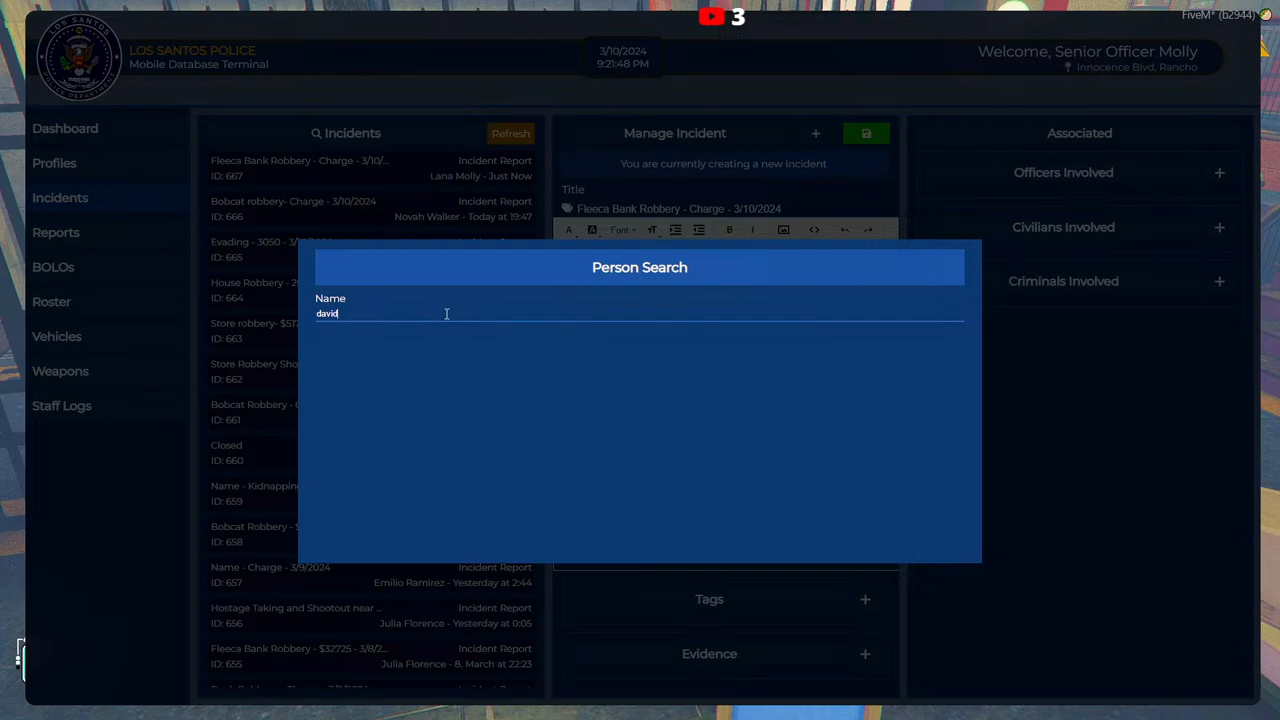 3
FiveM* (b2944)
LOS SANTOS POLICE
Mobile Database Terminal
3/10/2024
9:21:48 PM
Welcome, Senior Officer Molly
Innocence Blvd, Rancho
Dashboard
Profiles
Incidents
Reports
BOLOs
Roster
Vehicles
Weapons
Staff Logs
Incidents
Refresh
Fleeca Bank Robbery - Charge - 3/10/... Incident Report
ID: 667 Lana Molly - Just Now
Bobcat robbery- Charge - 3/10/2024 Incident Report
ID: 666 Novah Walker - Today at 19:47
Evading - 3050 - 3/
ID: 665
House Robbery - 2
ID: 664
Store robbery- $517
ID: 663
Store Robbery Sho
ID: 662
Bobcat Robbery -
ID: 661
Closed
ID: 660
Name - Kidnappin
ID: 659
Bobcat Robbery - $
ID: 658
Name - Charge - 3/9/2024 Incident Report
ID: 657 Emilio Ramirez - Yesterday at 2:44
Hostage Taking and Shootout near ... Incident Report
ID: 656 Julia Florence - Yesterday at 0:05
Fleeca Bank Robbery - $32725 - 3/8/2... Incident Report
ID: 655 Julia Florence - 8. March at 22:23
Manage Incident
You are currently creating a new Incident
Title
Fleeca Bank Robbery - Charge - 3/10/2024
Font
Person Search
Name
david
Tags
Evidence
Associated
Officers Involved
Civilians Involved
Criminals Involved